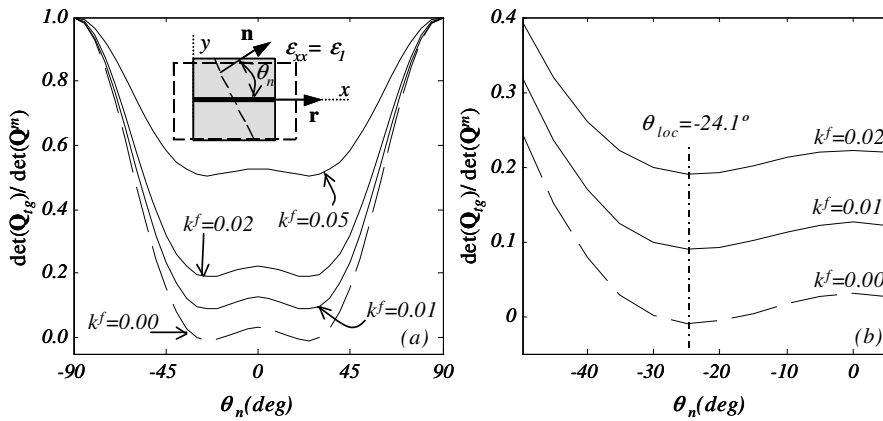 1.0
0.8
0.6
0.4
0.2
0.0
det(Q_tg)/ det(Q^m)
y
n
ε_xx = ε_1
θ_n
x
r
k^f=0.05
k^f=0.02
k^f=0.01
k^f=0.00
(a)
-90
-45
0
45
90
θ_n(deg)
0.4
0.3
0.2
0.1
0
det(Q_tg)/ det(Q^m)
θ_loc=-24.1º
k^f=0.02
k^f=0.01
k^f=0.00
(b)
-40
-30
-20
-10
0
θ_n(deg)